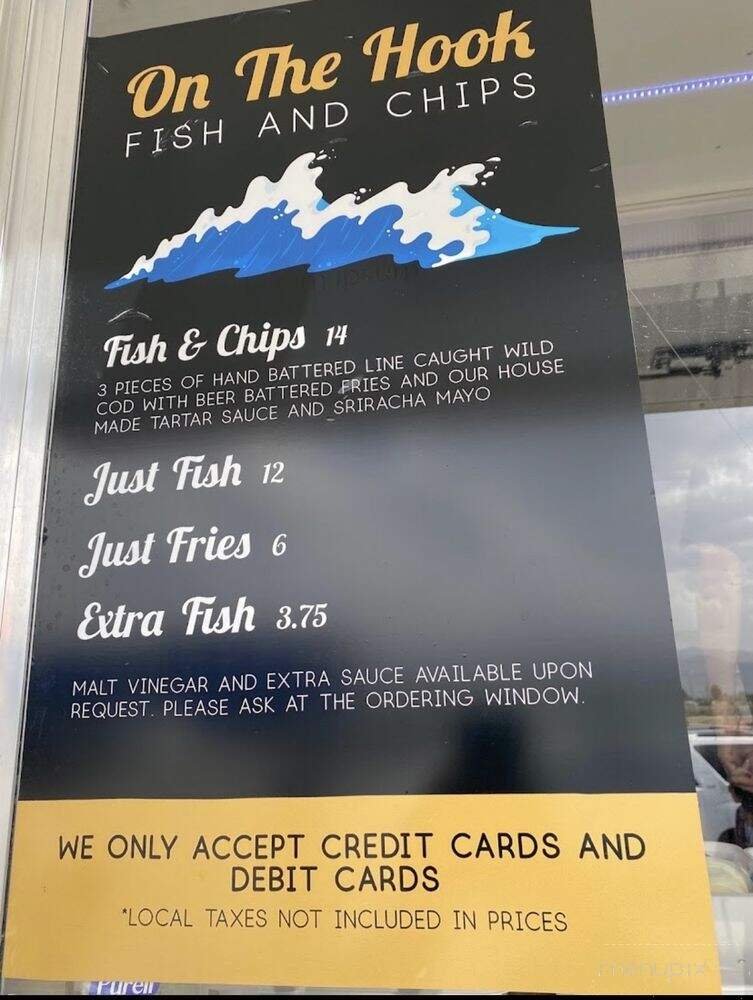 On The Hook
FISH AND CHIPS
Fish & Chips 14
3 PIECES OF HAND BATTERED LINE CAUGHT WILD
COD WITH BEER BATTERED FRIES AND OUR HOUSE
MADE TARTAR SAUCE AND SRIRACHA MAYO
Just Fish 12
Just Fries 6
Extra Fish 3.75
MALT VINEGAR AND EXTRA SAUCE AVAILABLE UPON
REQUEST. PLEASE ASK AT THE ORDERING WINDOW.
WE ONLY ACCEPT CREDIT CARDS AND
DEBIT CARDS
*LOCAL TAXES NOT INCLUDED IN PRICES
menupix
Purell